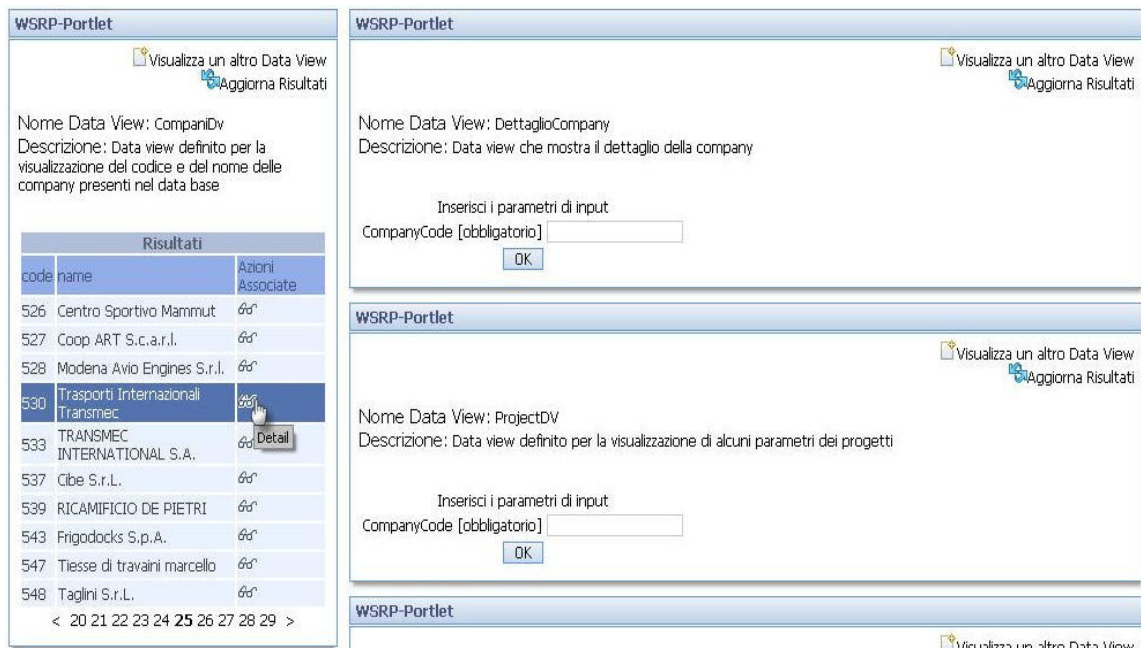 WSRP-Portlet
Visualizza un altro Data View
Aggiorna Risultati
Nome Data View: CompaniDv
Descrizione: Data view definito per la
visualizzazione del codice e del nome delle
company presenti nel data base
Risultati
code name Azioni Associate
526 Centro Sportivo Mammut
527 Coop ART S.c.a.r.l.
528 Modena Avio Engines S.r.l.
530 Trasporti Internazionali
Transmec
Detail
533 TRANSMEC
INTERNATIONAL S.A.
537 Cibe S.r.L.
539 RICAMIFICIO DE PIETRI
543 Frigodocks S.p.A.
547 Tiesse di travaini marcello
548 Taglini S.r.L.
< 20 21 22 23 24 25 26 27 28 29 >
WSRP-Portlet
Visualizza un altro Data View
Aggiorna Risultati
Nome Data View: DettaglioCompany
Descrizione: Data view che mostra il dettaglio della company
Inserisci i parametri di input
CompanyCode [obbligatorio]
OK
WSRP-Portlet
Visualizza un altro Data View
Aggiorna Risultati
Nome Data View: ProjectDV
Descrizione: Data view definito per la visualizzazione di alcuni parametri dei progetti
Inserisci i parametri di input
CompanyCode [obbligatorio]
OK
WSRP-Portlet
Visualizza un altro Data View